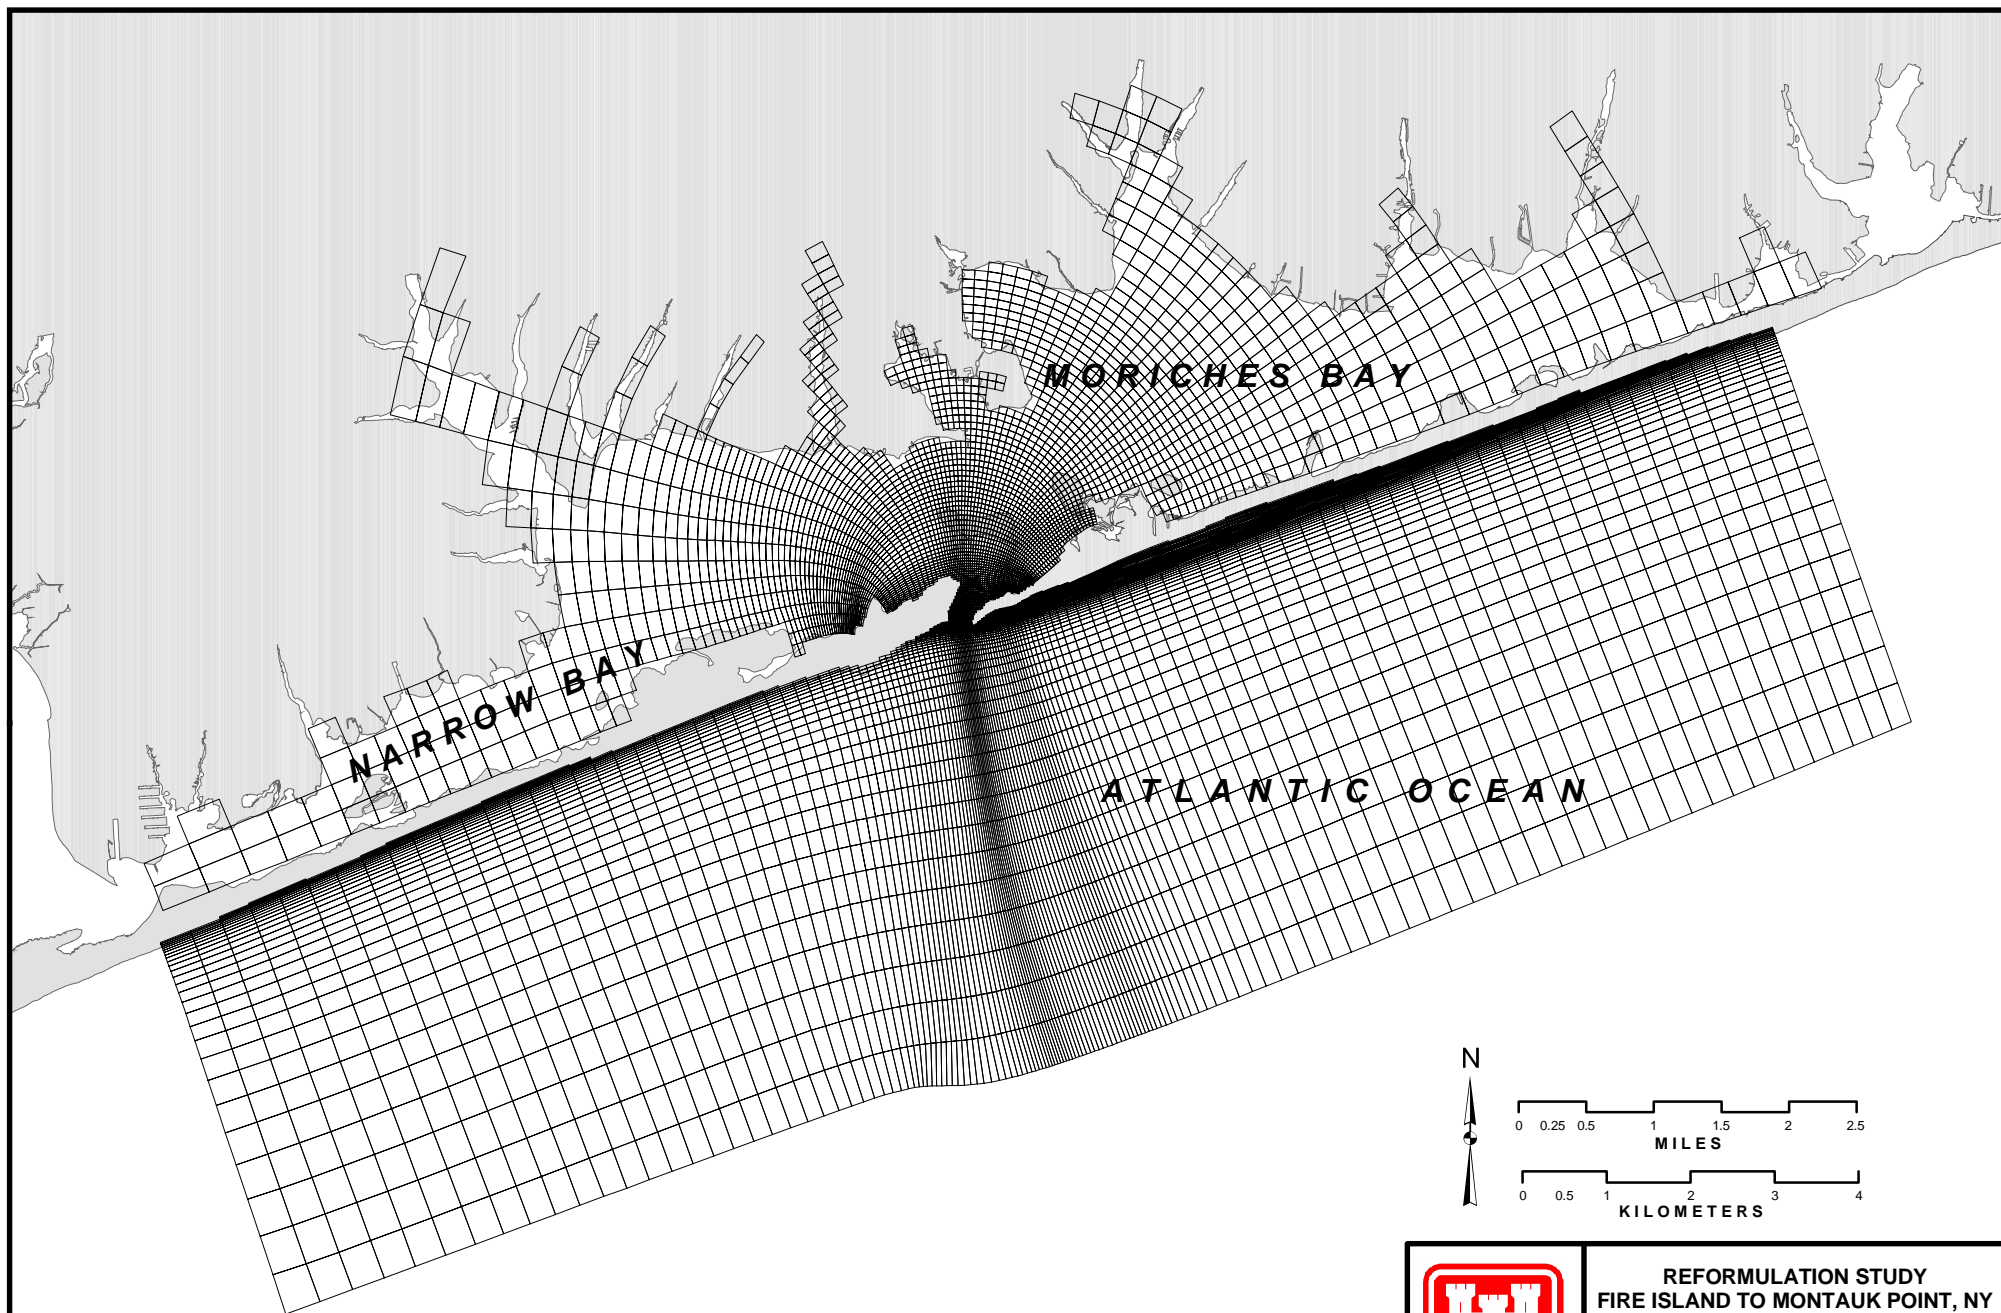 MORICHES BAY
NARROW BAY
ATLANTIC OCEAN
N
0 0.25 0.5 1 1.5 2 2.5
MILES
0 0.5 1 2 3 4
KILOMETERS
REFORMULATION STUDY
FIRE ISLAND TO MONTAUK POINT, NY